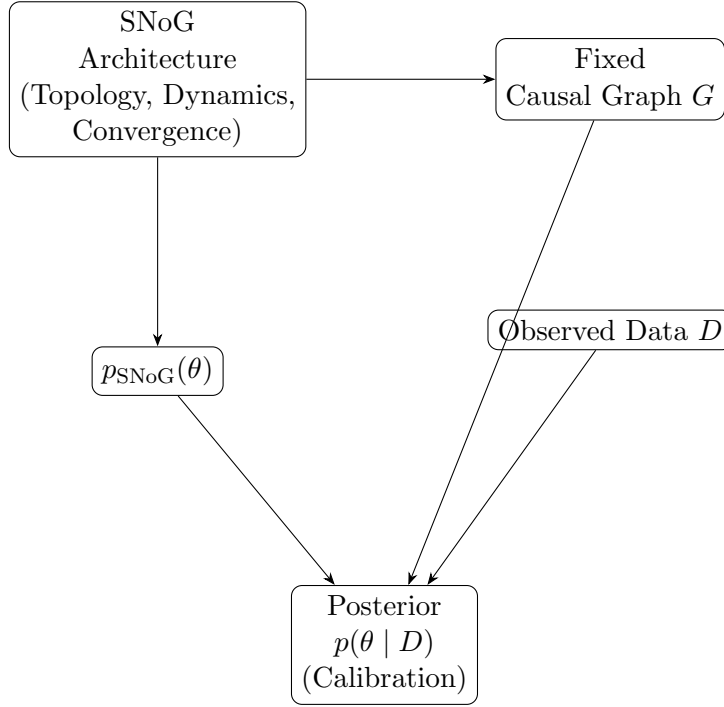 SNoG
Architecture
(Topology, Dynamics,
Convergence)
Fixed
Causal Graph G
Observed Data D
p_SNoG(θ)
Posterior
p(θ | D)
(Calibration)